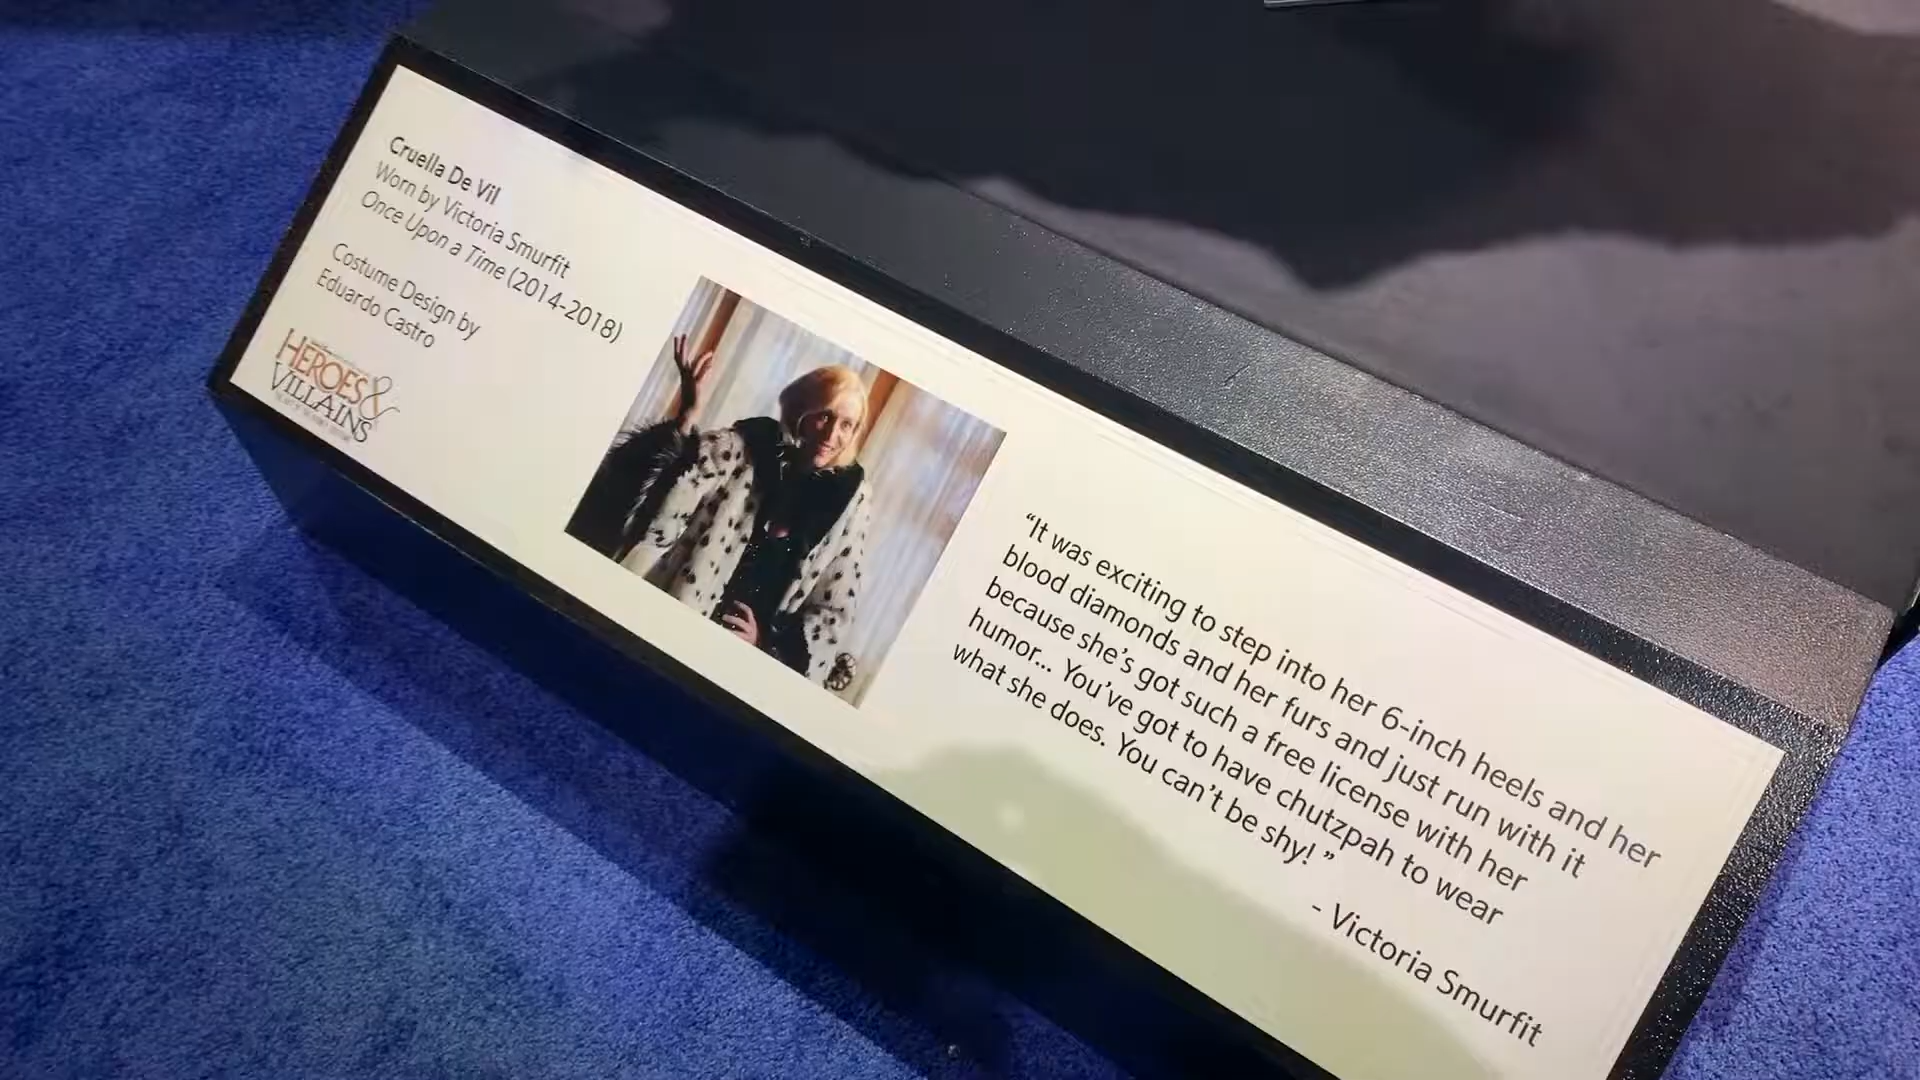 Cruella De Vil
Worn by Victoria Smurfit
Once Upon a Time (2014-2018)
Costume Design by
Eduardo Castro
HEROES &
VILLAINS
“It was exciting to step into her 6-inch heels and her
blood diamonds and her furs and just run with it
because she’s got such a free license with her
humor... You’ve got to have chutzpah to wear
what she does. You can’t be shy! ”
- Victoria Smurfit